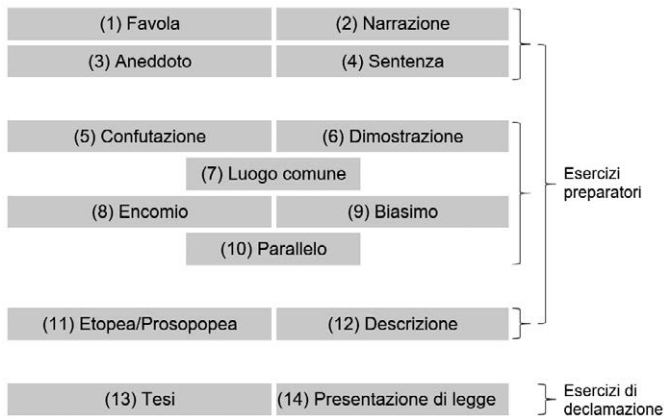 (1) Favola
(2) Narrazione
(3) Aneddoto
(4) Sentenza
(5) Confutazione
(6) Dimostrazione
(7) Luogo comune
(8) Encomio
(9) Biasimo
(10) Parallelo
(11) Etopea/Prosopopea
(12) Descrizione
Esercizi
preparatori
(13) Tesi
(14) Presentazione di legge
Esercizi di
declamazione